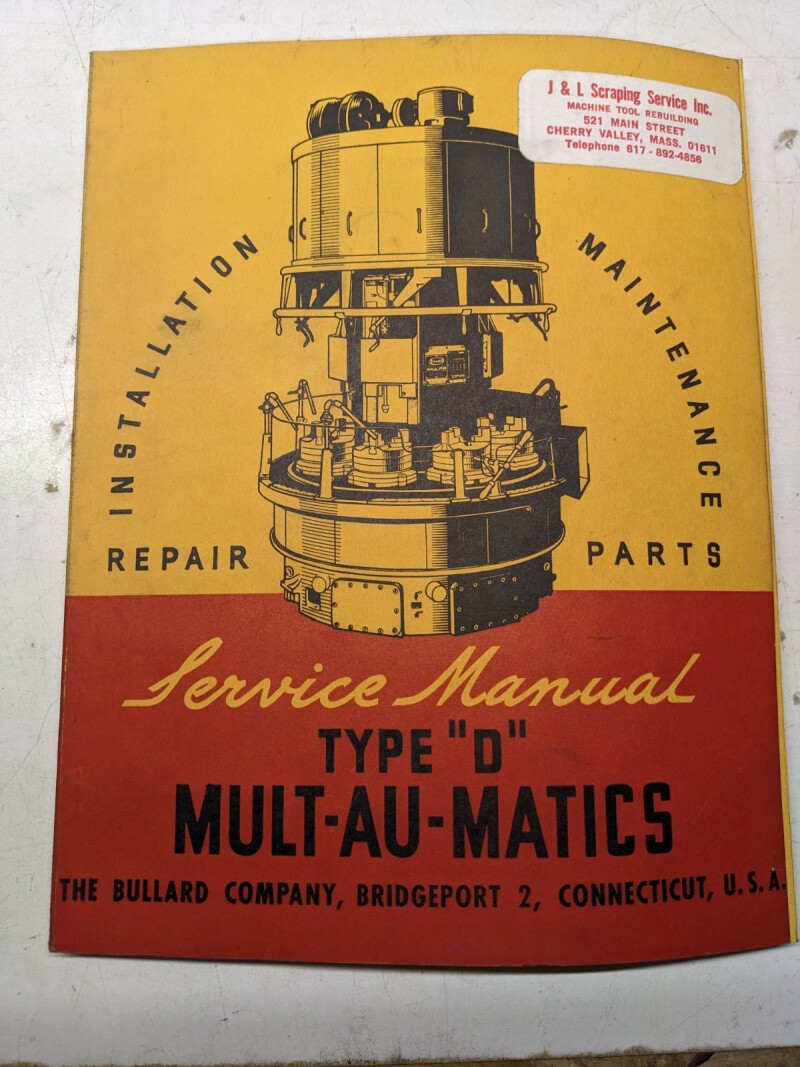 J & L Scraping Service Inc.
MACHINE TOOL REBUILDING
521 MAIN STREET
CHERRY VALLEY, MASS. 01611
Telephone 617-892-4856
INSTALLATION
MAINTENANCE
REPAIR
PARTS
Service Manual
TYPE "D"
MULT-AU-MATICS
THE BULLARD COMPANY, BRIDGEPORT 2, CONNECTICUT, U.S.A.